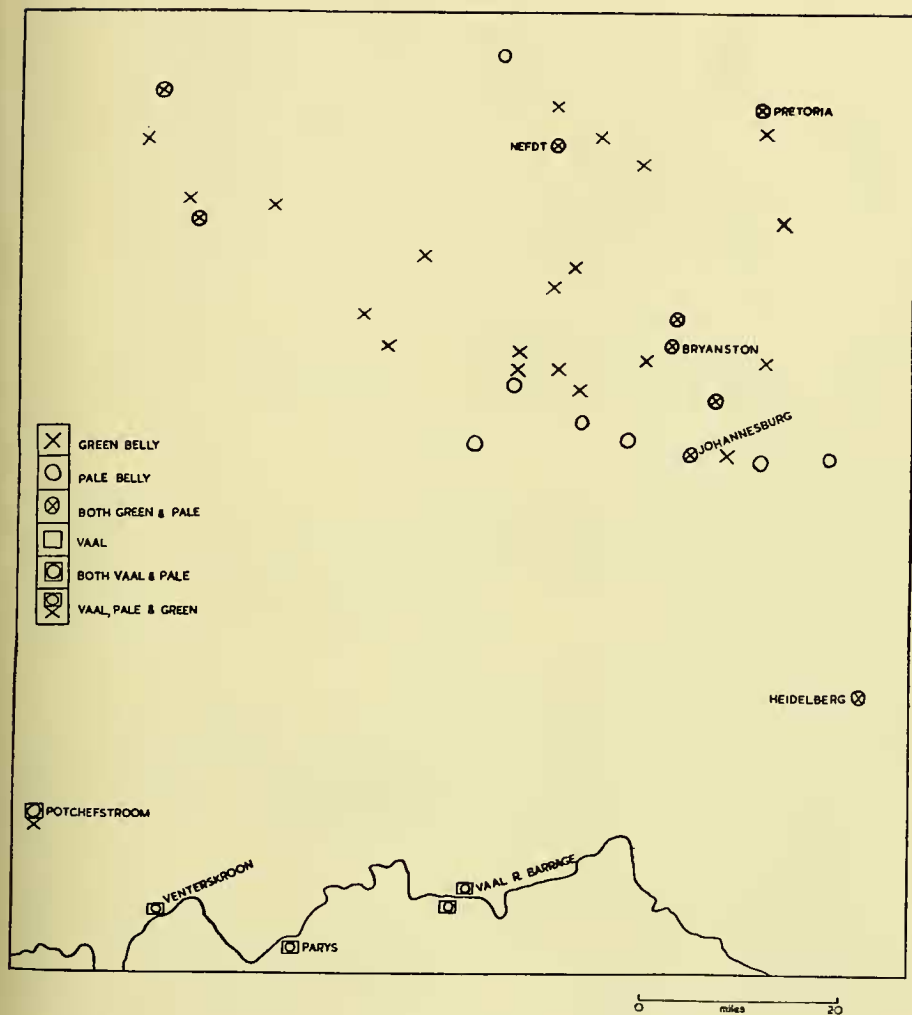 PRETORIA
NEFDT
BRYANSTON
JOHANNESBURG
GREEN BELLY
PALE BELLY
BOTH GREEN & PALE
VAAL
BOTH VAAL & PALE
VAAL, PALE & GREEN
HEIDELBERG
POTCHEFSTROOM
VENTERSKROON
VAAL R. BARRAGE
PARYS
0 miles 20